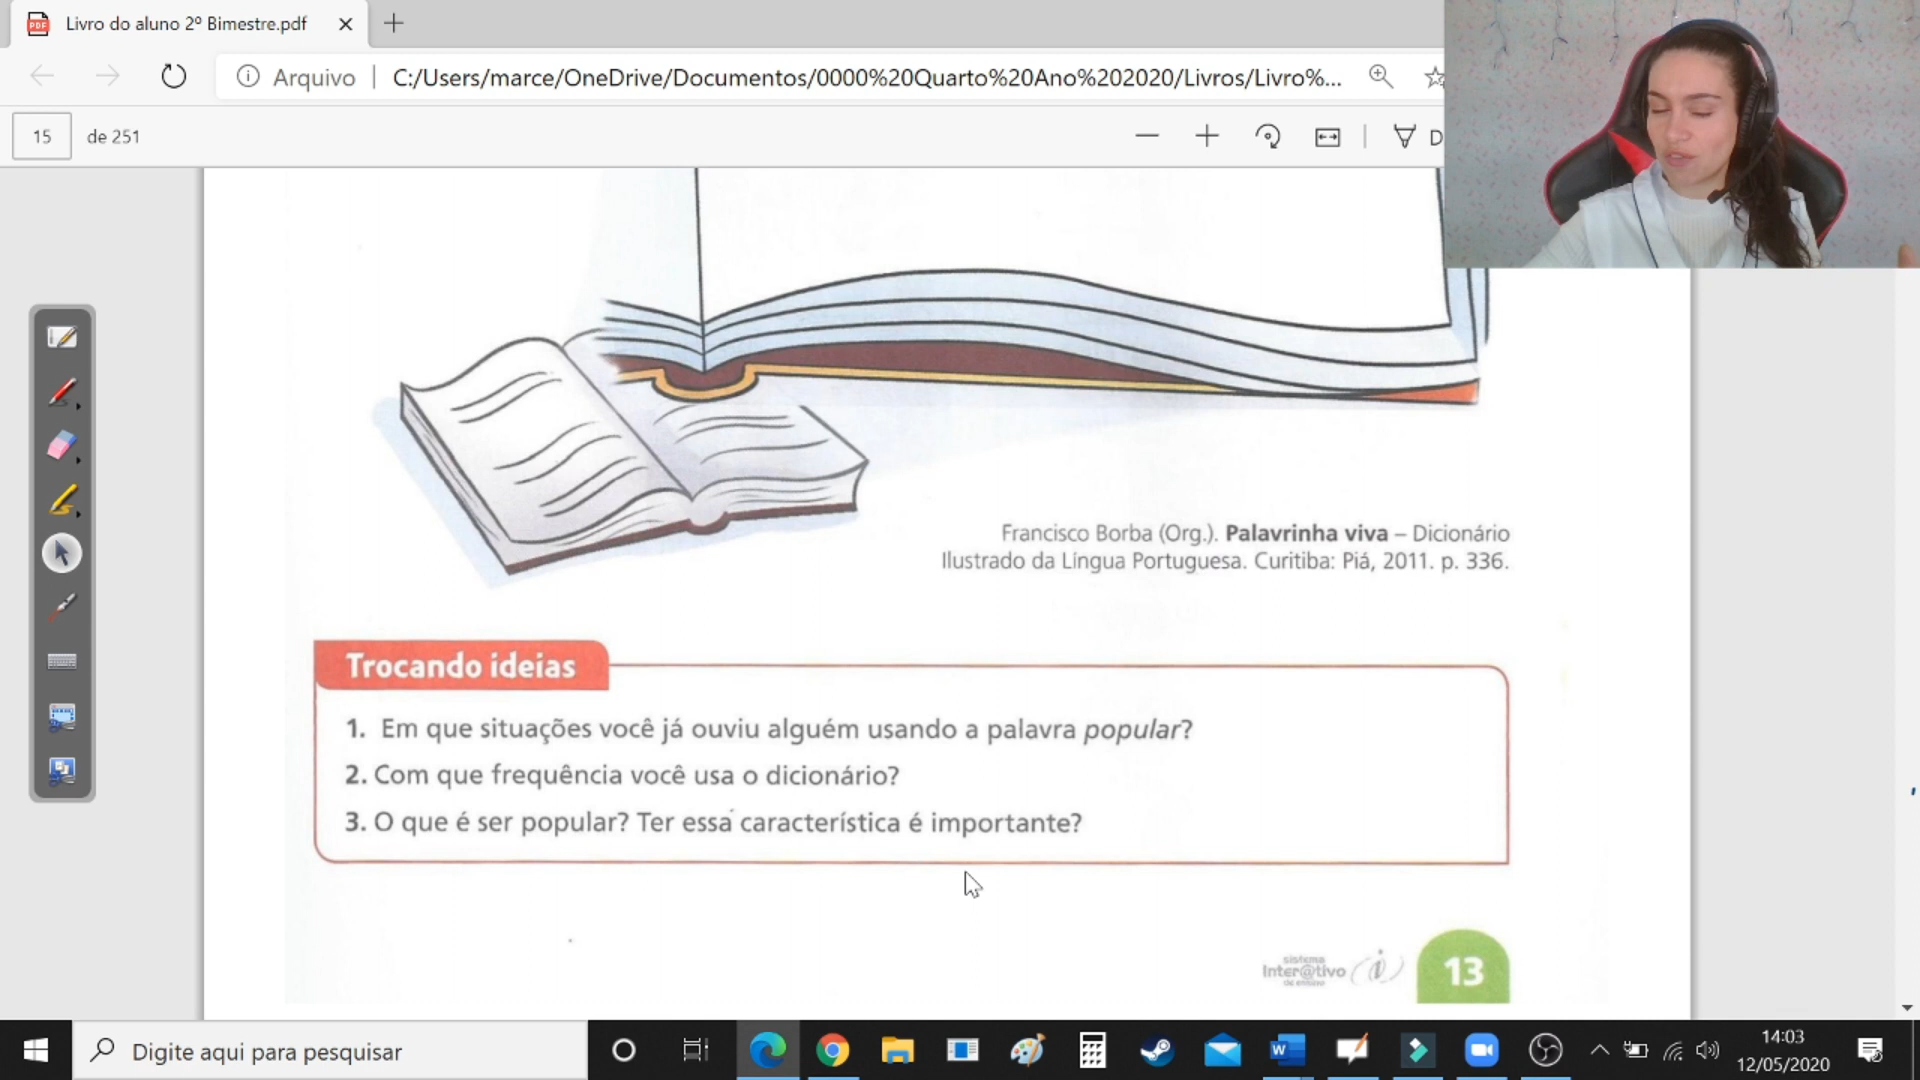 Livro do aluno 2º Bimestre.pdf
Arquivo
C:/Users/marce/OneDrive/Documentos/0000%20Quarto%20Ano%202020/Livros/Livro%...
15
de 251
D
Francisco Borba (Org.). Palavrinha viva – Dicionário
Ilustrado da Língua Portuguesa. Curitiba: Piá, 2011. p. 336.
Trocando ideias
1. Em que situações você já ouviu alguém usando a palavra popular?
2. Com que frequência você usa o dicionário?
3. O que é ser popular? Ter essa característica é importante?
sistema
Inter@tivo
de ensino
13
Digite aqui para pesquisar
14:03
12/05/2020